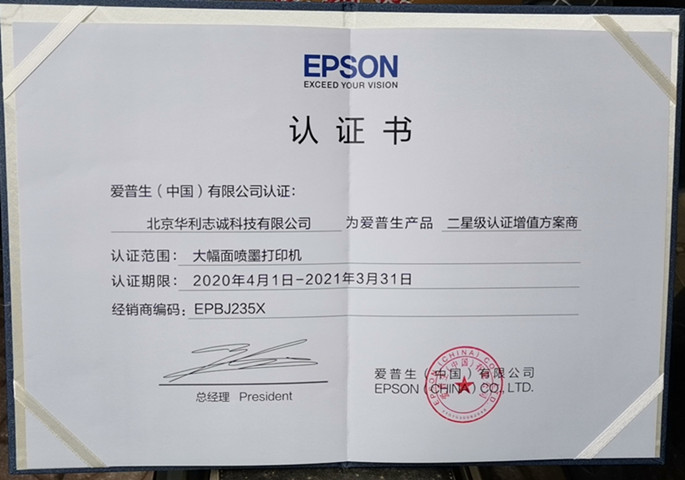 EPSON
EXCEED YOUR VISION
认证书
爱普生（中国）有限公司认证：
北京华利志诚科技有限公司 为爱普生产品 二星级认证增值方案商
认证范围： 大幅面喷墨打印机
认证期限： 2020年4月1日-2021年3月31日
经销商编码： EPBJ235X
爱普生（中国）有限公司
EPSON (CHINA) CO., LTD.
总经理 President